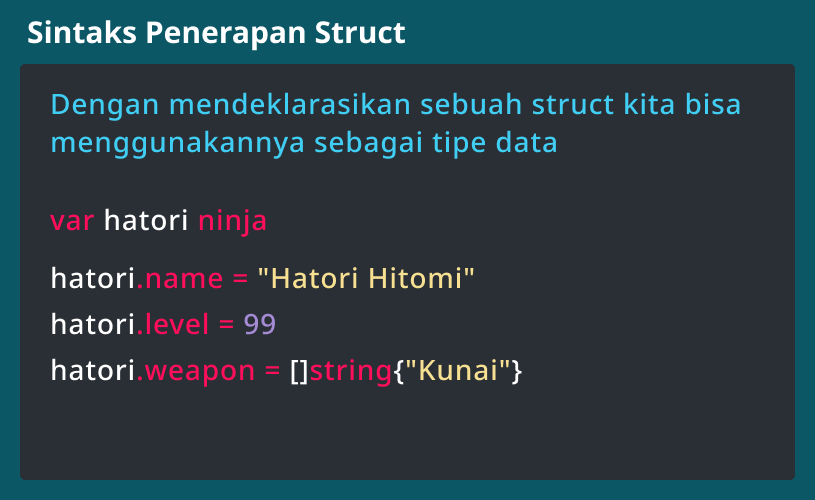 Sintaks Penerapan Struct
Dengan mendeklarasikan sebuah struct kita bisa
menggunakannya sebagai tipe data
var hatori ninja
hatori.name = "Hatori Hitomi"
hatori.level = 99
hatori.weapon = []string{"Kunai"}